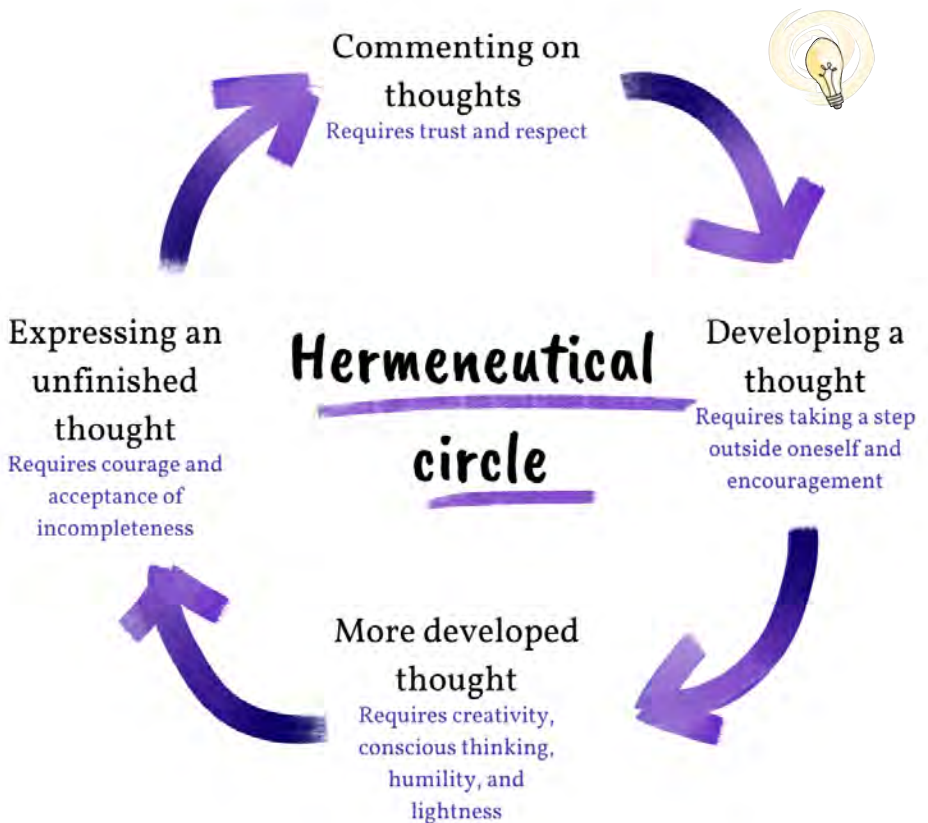 Commenting on
thoughts
Requires trust and respect
Expressing an
unfinished
thought
Requires courage and
acceptance of
incompleteness
Hermeneutical
circle
Developing a
thought
Requires taking a step
outside oneself and
encouragement
More developed
thought
Requires creativity,
conscious thinking,
humility, and
lightness